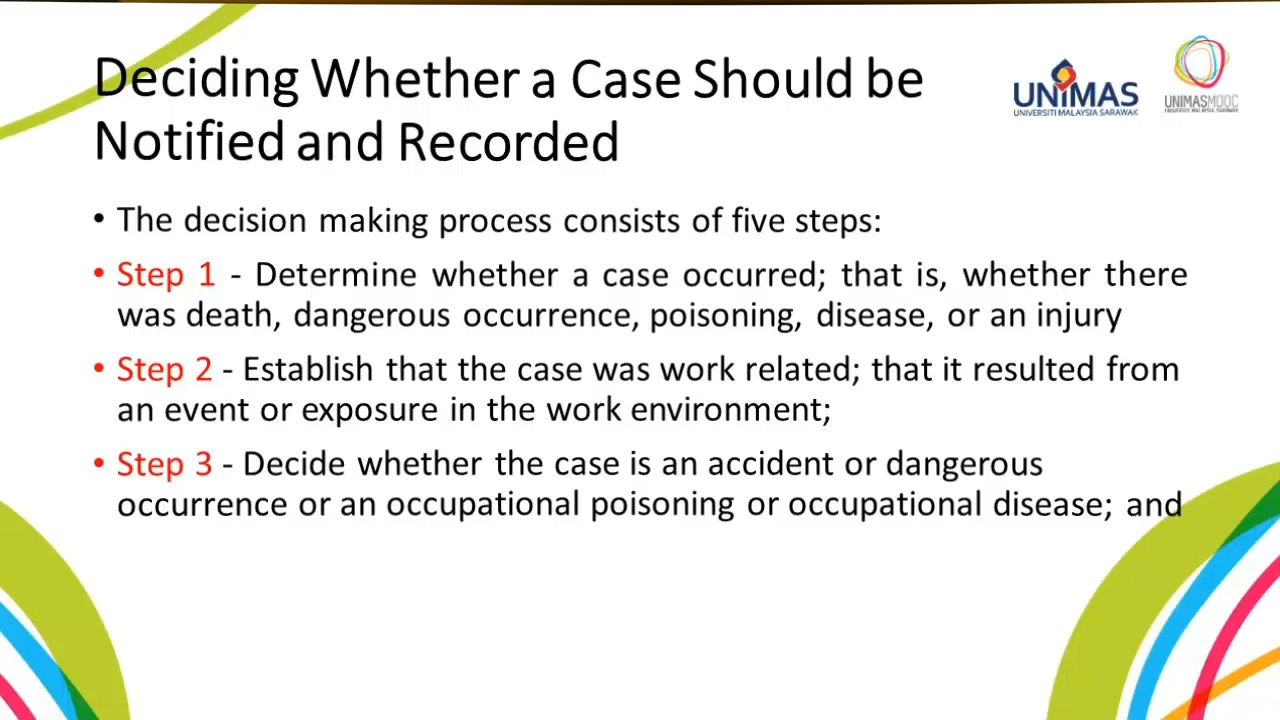 Deciding Whether a Case Should be
Notified and Recorded
UNIMAS
UNIVERSITI MALAYSIA SARAWAK
UNIMASMOOC
UNIVERSITI MALAYSIA SARAWAK
• The decision making process consists of five steps:
• Step 1 - Determine whether a case occurred; that is, whether there
was death, dangerous occurrence, poisoning, disease, or an injury
• Step 2 - Establish that the case was work related; that it resulted from
an event or exposure in the work environment;
• Step 3 - Decide whether the case is an accident or dangerous
occurrence or an occupational poisoning or occupational disease; and